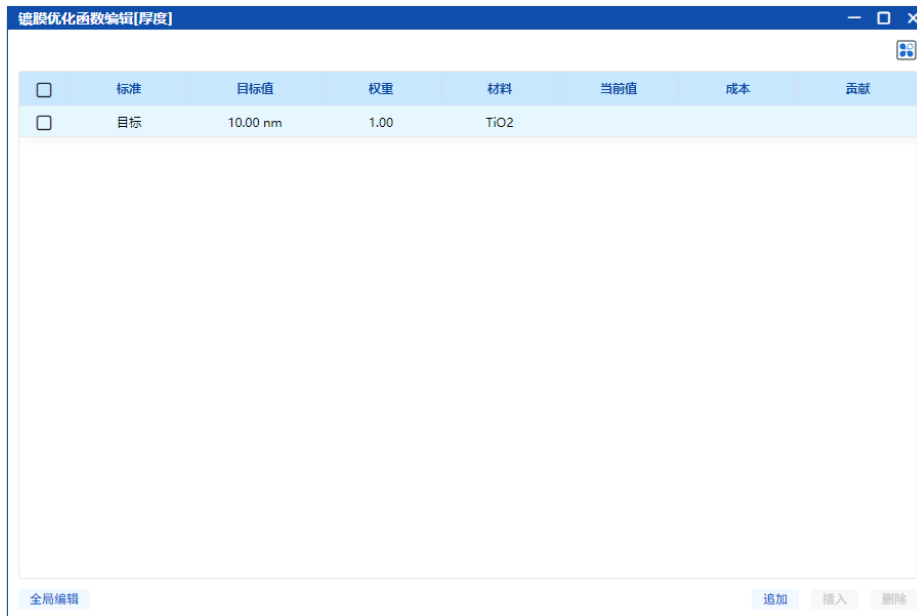 镀膜优化函数编辑[厚度]
标准 目标值 权重 材料 当前值 成本 贡献
目标 10.00 nm 1.00 TiO2
全局编辑 追加 插入 删除